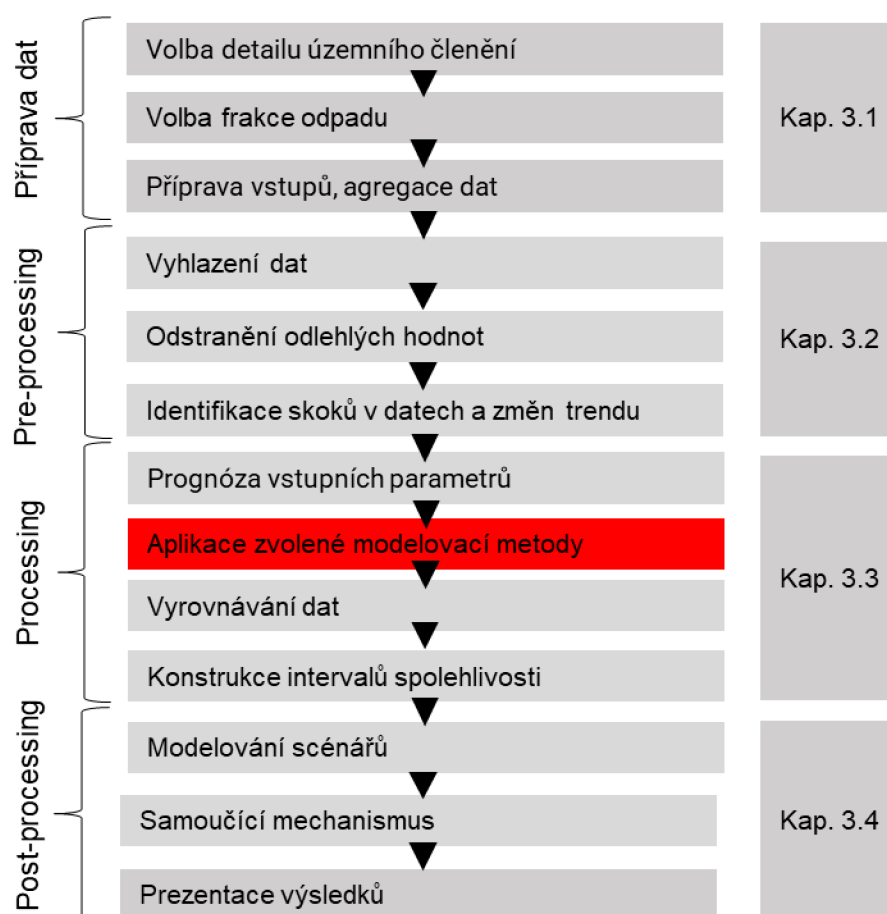 Příprava dat
Volba detailu územního členění
Volba frakce odpadu
Příprava vstupů, agregace dat
Kap. 3.1
Pre-processing
Vyhlazení dat
Odstranění odlehlých hodnot
Identifikace skoků v datech a změn trendu
Kap. 3.2
Processing
Prognóza vstupních parametrů
Aplikace zvolené modelovací metody
Vyrovnávání dat
Konstrukce intervalů spolehlivosti
Kap. 3.3
Post-processing
Modelování scénářů
Samoučící mechanismus
Prezentace výsledků
Kap. 3.4